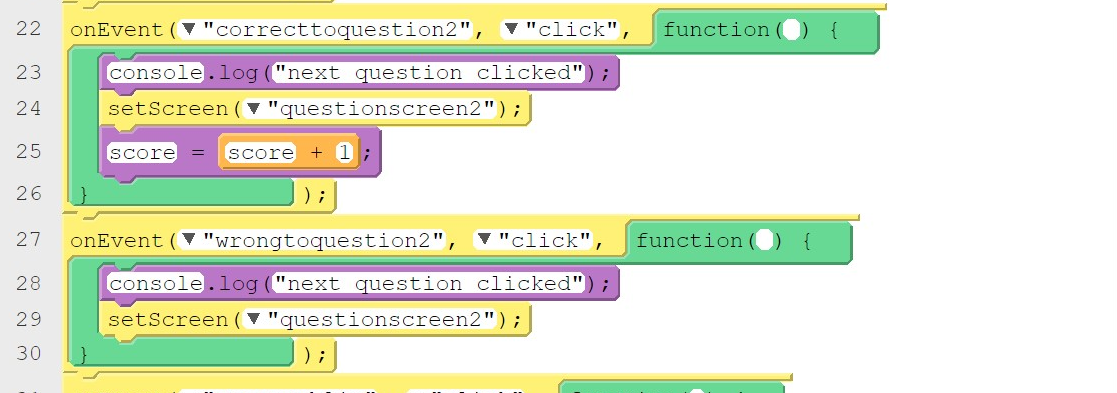 22 onEvent(▼"correcttoquestion2", ▼"click", function() {
23 console.log("next question clicked");
24 setScreen(▼"questionscreen2");
25 score = score + 1;
26 } );
27 onEvent(▼"wrongtoquestion2", ▼"click", function() {
28 console.log("next question clicked");
29 setScreen(▼"questionscreen2");
30 } );